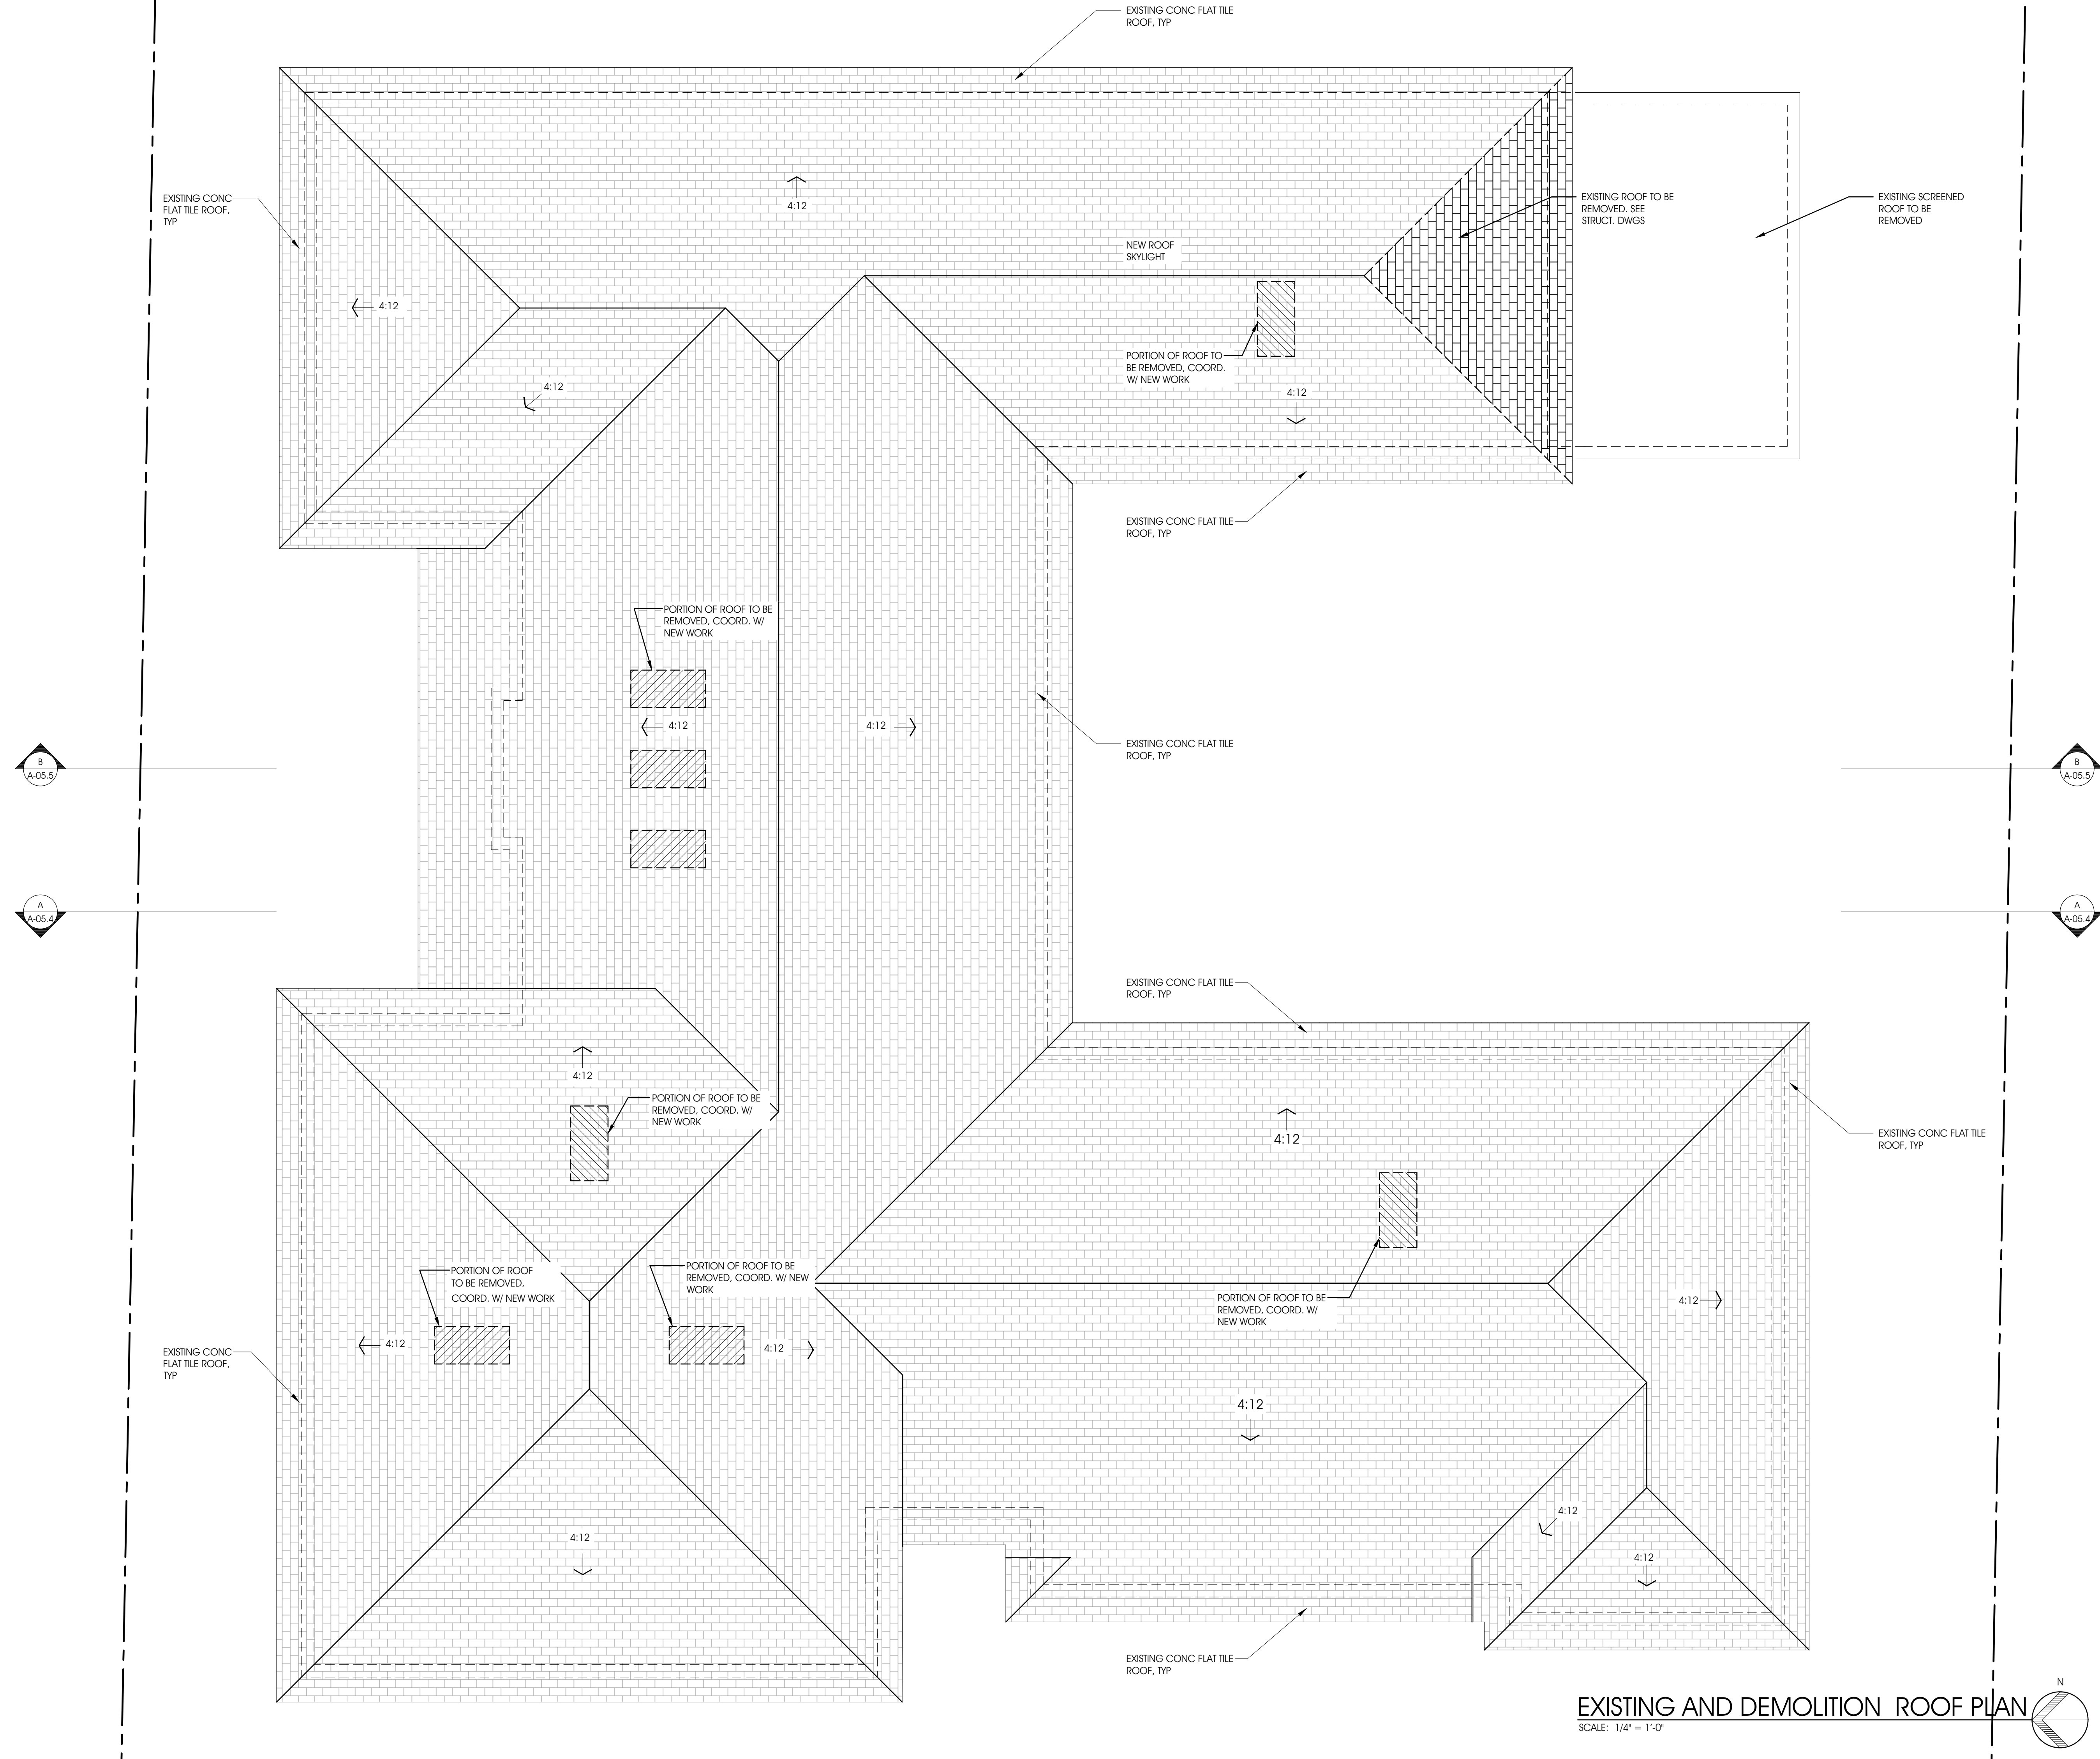 EXISTING CONC FLAT TILE
ROOF, TYP
EXISTING CONC
FLAT TILE ROOF,
TYP
4:12
EXISTING ROOF TO BE
REMOVED. SEE
STRUCT. DWGS
EXISTING SCREENED
ROOF TO BE
REMOVED
NEW ROOF
SKYLIGHT
4:12
PORTION OF ROOF TO
BE REMOVED, COORD.
W/ NEW WORK
4:12
4:12
EXISTING CONC FLAT TILE
ROOF, TYP
PORTION OF ROOF TO BE
REMOVED, COORD. W/
NEW WORK
4:12
4:12
EXISTING CONC FLAT TILE
ROOF, TYP
B
A-05.5
B
A-05.5
A
A-05.4
A
A-05.4
EXISTING CONC FLAT TILE
ROOF, TYP
4:12
PORTION OF ROOF TO BE
REMOVED, COORD. W/
NEW WORK
4:12
EXISTING CONC FLAT TILE
ROOF, TYP
PORTION OF ROOF
TO BE REMOVED,
COORD. W/ NEW WORK
PORTION OF ROOF TO BE
REMOVED, COORD. W/ NEW
WORK
PORTION OF ROOF TO BE
REMOVED, COORD. W/
NEW WORK
4:12
4:12
4:12
EXISTING CONC
FLAT TILE ROOF,
TYP
4:12
4:12
4:12
4:12
EXISTING CONC FLAT TILE
ROOF, TYP
N
EXISTING AND DEMOLITION ROOF PLAN
SCALE: 1/4" = 1'-0"